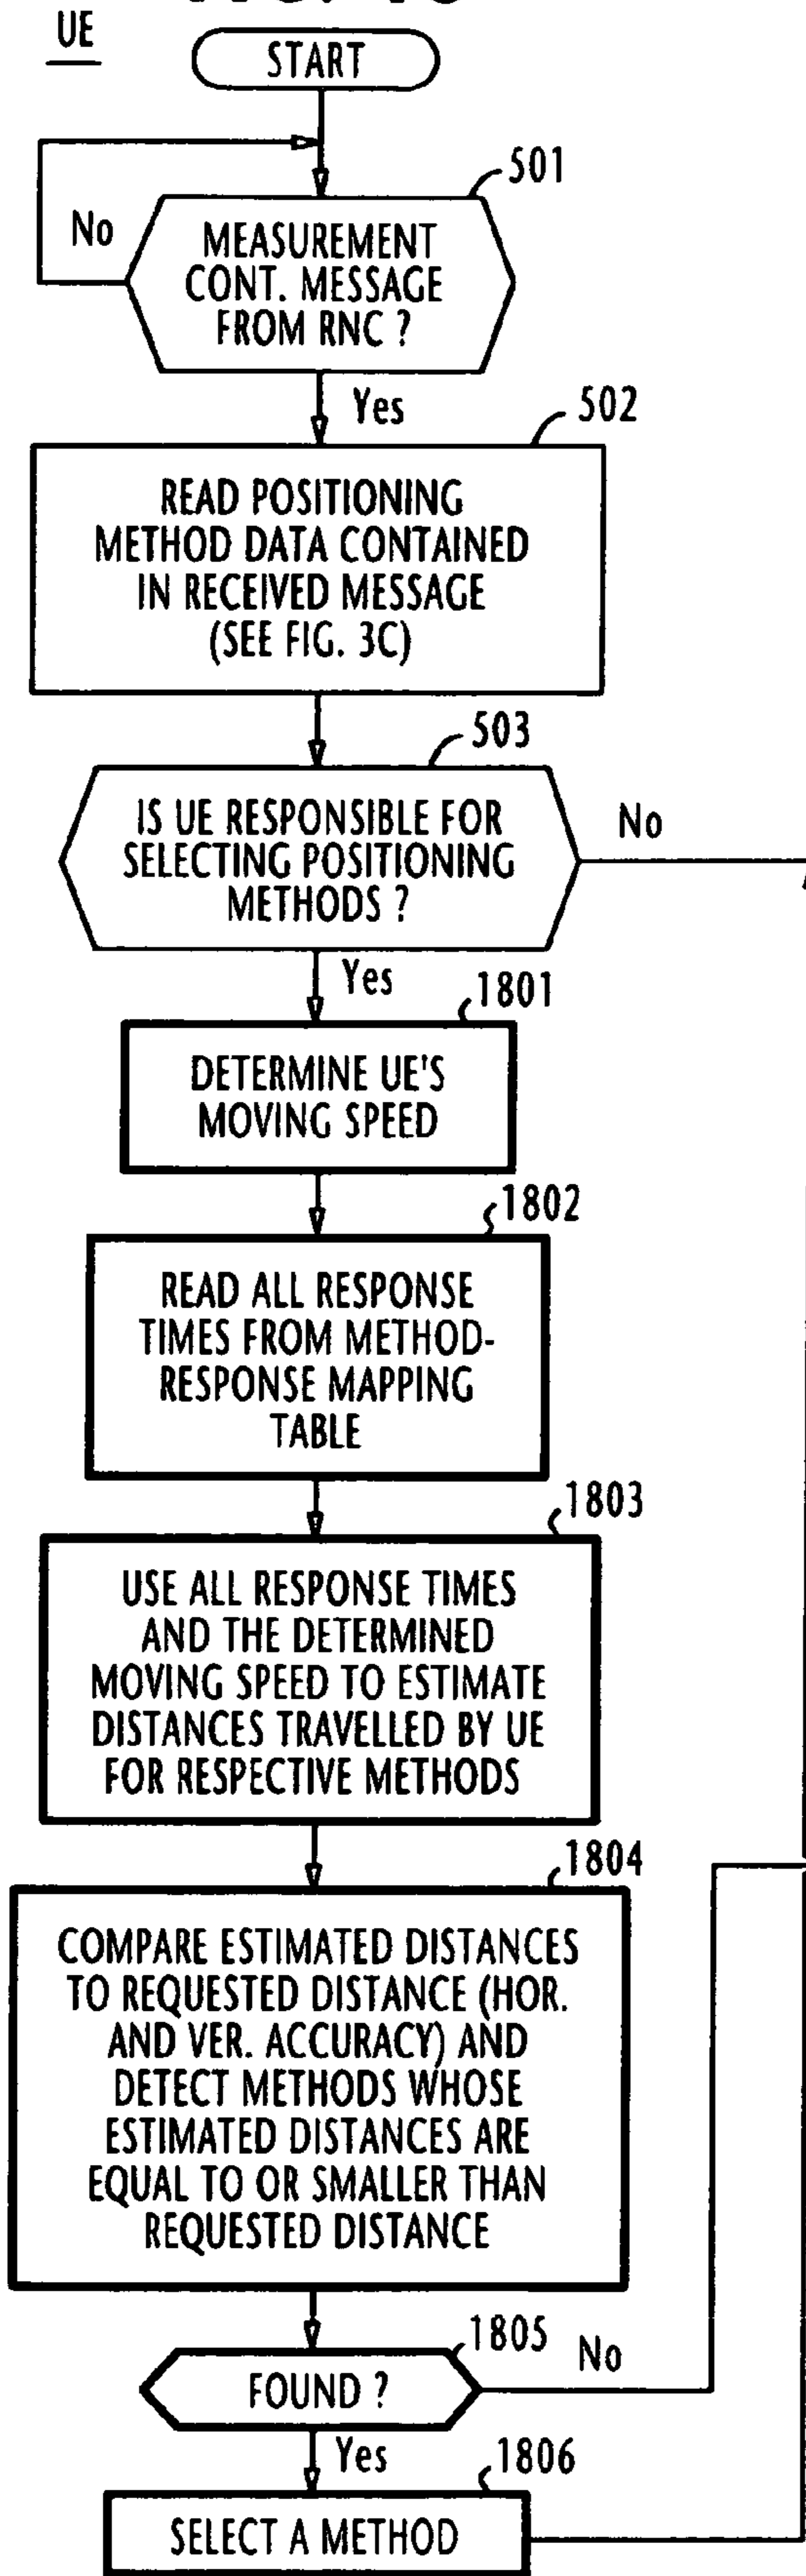 UE
START
501
No
MEASUREMENT
CONT. MESSAGE
FROM RNC ?
Yes
502
READ POSITIONING
METHOD DATA CONTAINED
IN RECEIVED MESSAGE
(SEE FIG. 3C)
503
IS UE RESPONSIBLE FOR
SELECTING POSITIONING
METHODS ?
No
Yes
1801
DETERMINE UE'S
MOVING SPEED
1802
READ ALL RESPONSE
TIMES FROM METHOD-
RESPONSE MAPPING
TABLE
1803
USE ALL RESPONSE TIMES
AND THE DETERMINED
MOVING SPEED TO ESTIMATE
DISTANCES TRAVELLED BY UE
FOR RESPECTIVE METHODS
1804
COMPARE ESTIMATED DISTANCES
TO REQUESTED DISTANCE (HOR.
AND VER. ACCURACY) AND
DETECT METHODS WHOSE
ESTIMATED DISTANCES ARE
EQUAL TO OR SMALLER THAN
REQUESTED DISTANCE
1805
FOUND ?
No
Yes
1806
SELECT A METHOD